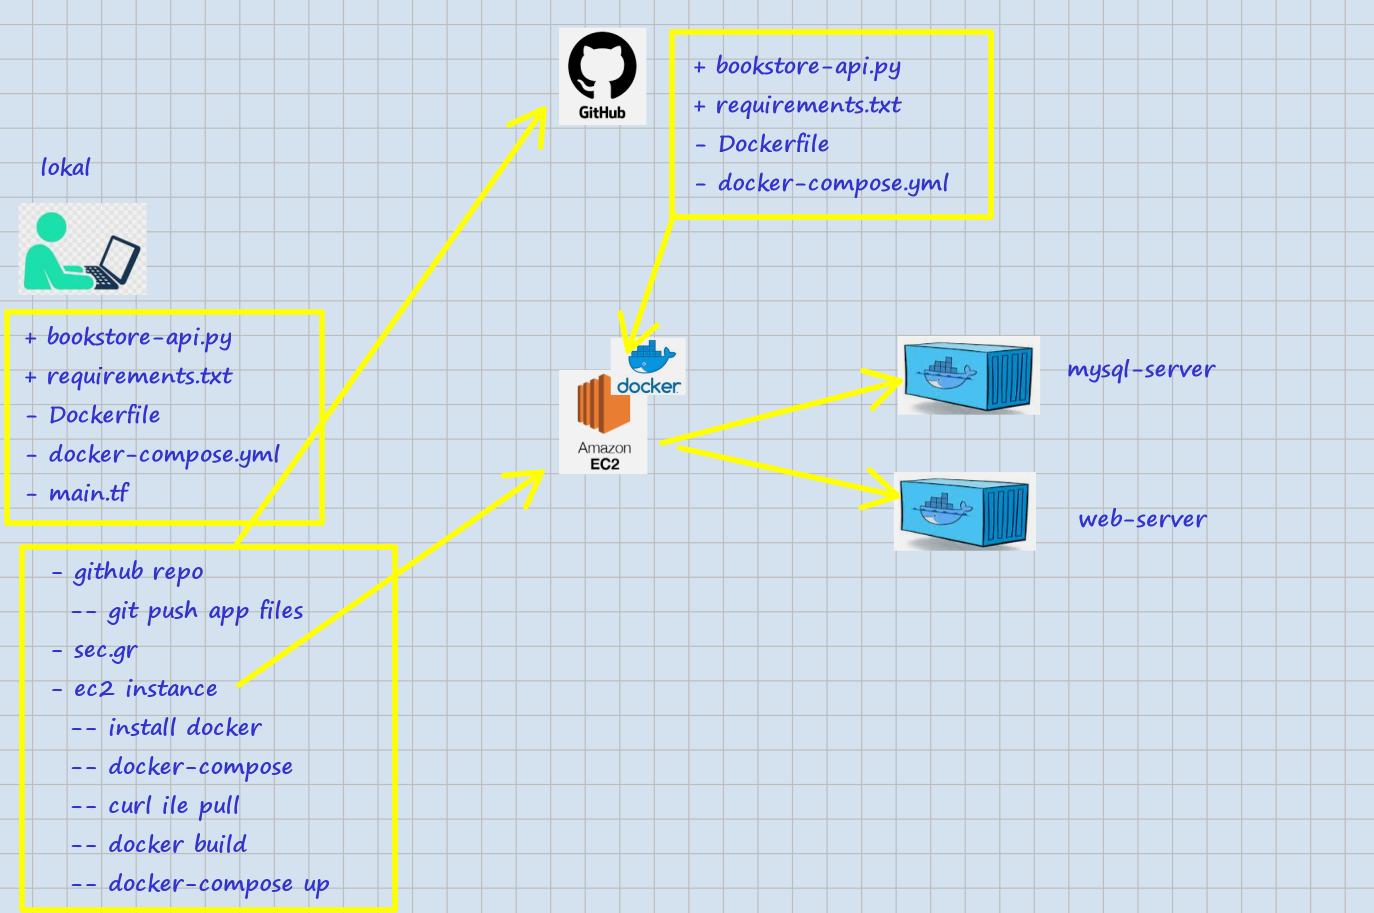 lokal
+ bookstore-api.py
+ requirements.txt
- Dockerfile
- docker-compose.yml
- main.tf
- github repo
-- git push app files
- sec.gr
- ec2 instance
-- install docker
-- docker-compose
-- curl ile pull
-- docker build
-- docker-compose up
GitHub
+ bookstore-api.py
+ requirements.txt
- Dockerfile
- docker-compose.yml
docker
Amazon
EC2
mysql-server
web-server